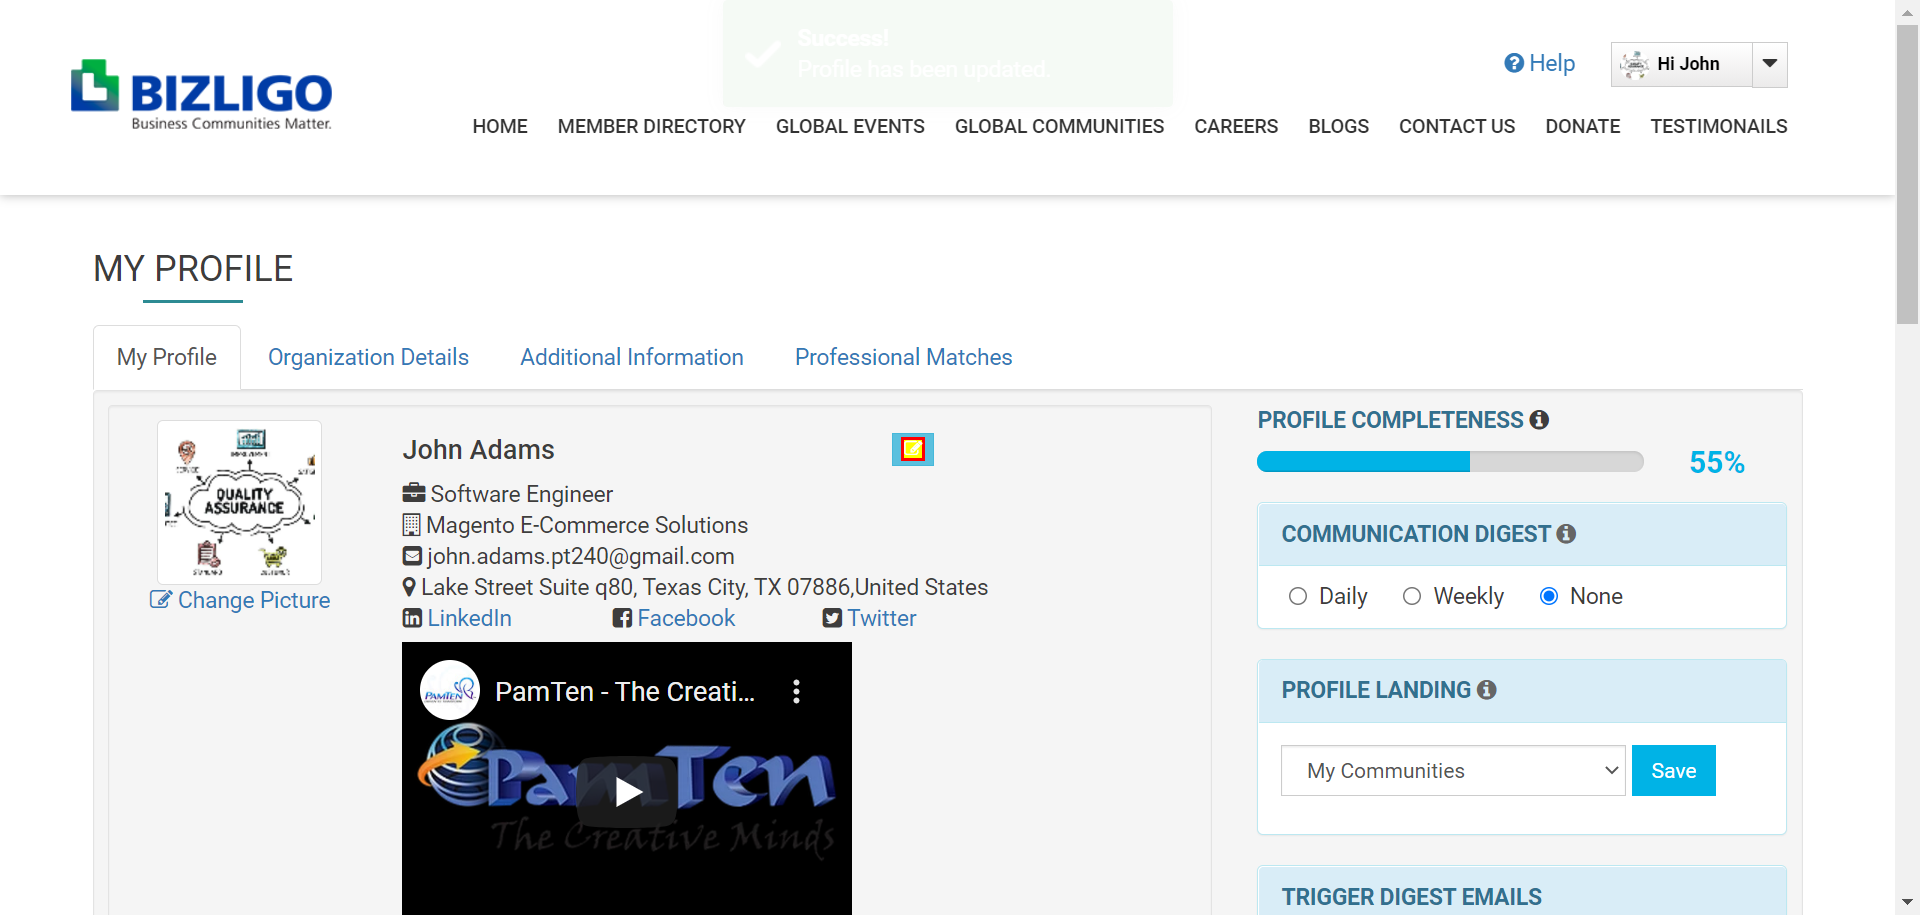 Success!
Profile has been updated.
Help
Hi John
BIZLIGO
Business Communities Matter.
HOME MEMBER DIRECTORY GLOBAL EVENTS GLOBAL COMMUNITIES CAREERS BLOGS CONTACT US DONATE TESTIMONAILS
MY PROFILE
My Profile Organization Details Additional Information Professional Matches
QUALITY
ASSURANCE
Change Picture
John Adams
Software Engineer
Magento E-Commerce Solutions
john.adams.pt240@gmail.com
Lake Street Suite q80, Texas City, TX 07886,United States
LinkedIn Facebook Twitter
PAMTEN
PamTen - The Creati...
PamTen
The Creative Minds
PROFILE COMPLETENESS
55%
COMMUNICATION DIGEST
Daily Weekly None
PROFILE LANDING
My Communities Save
TRIGGER DIGEST EMAILS